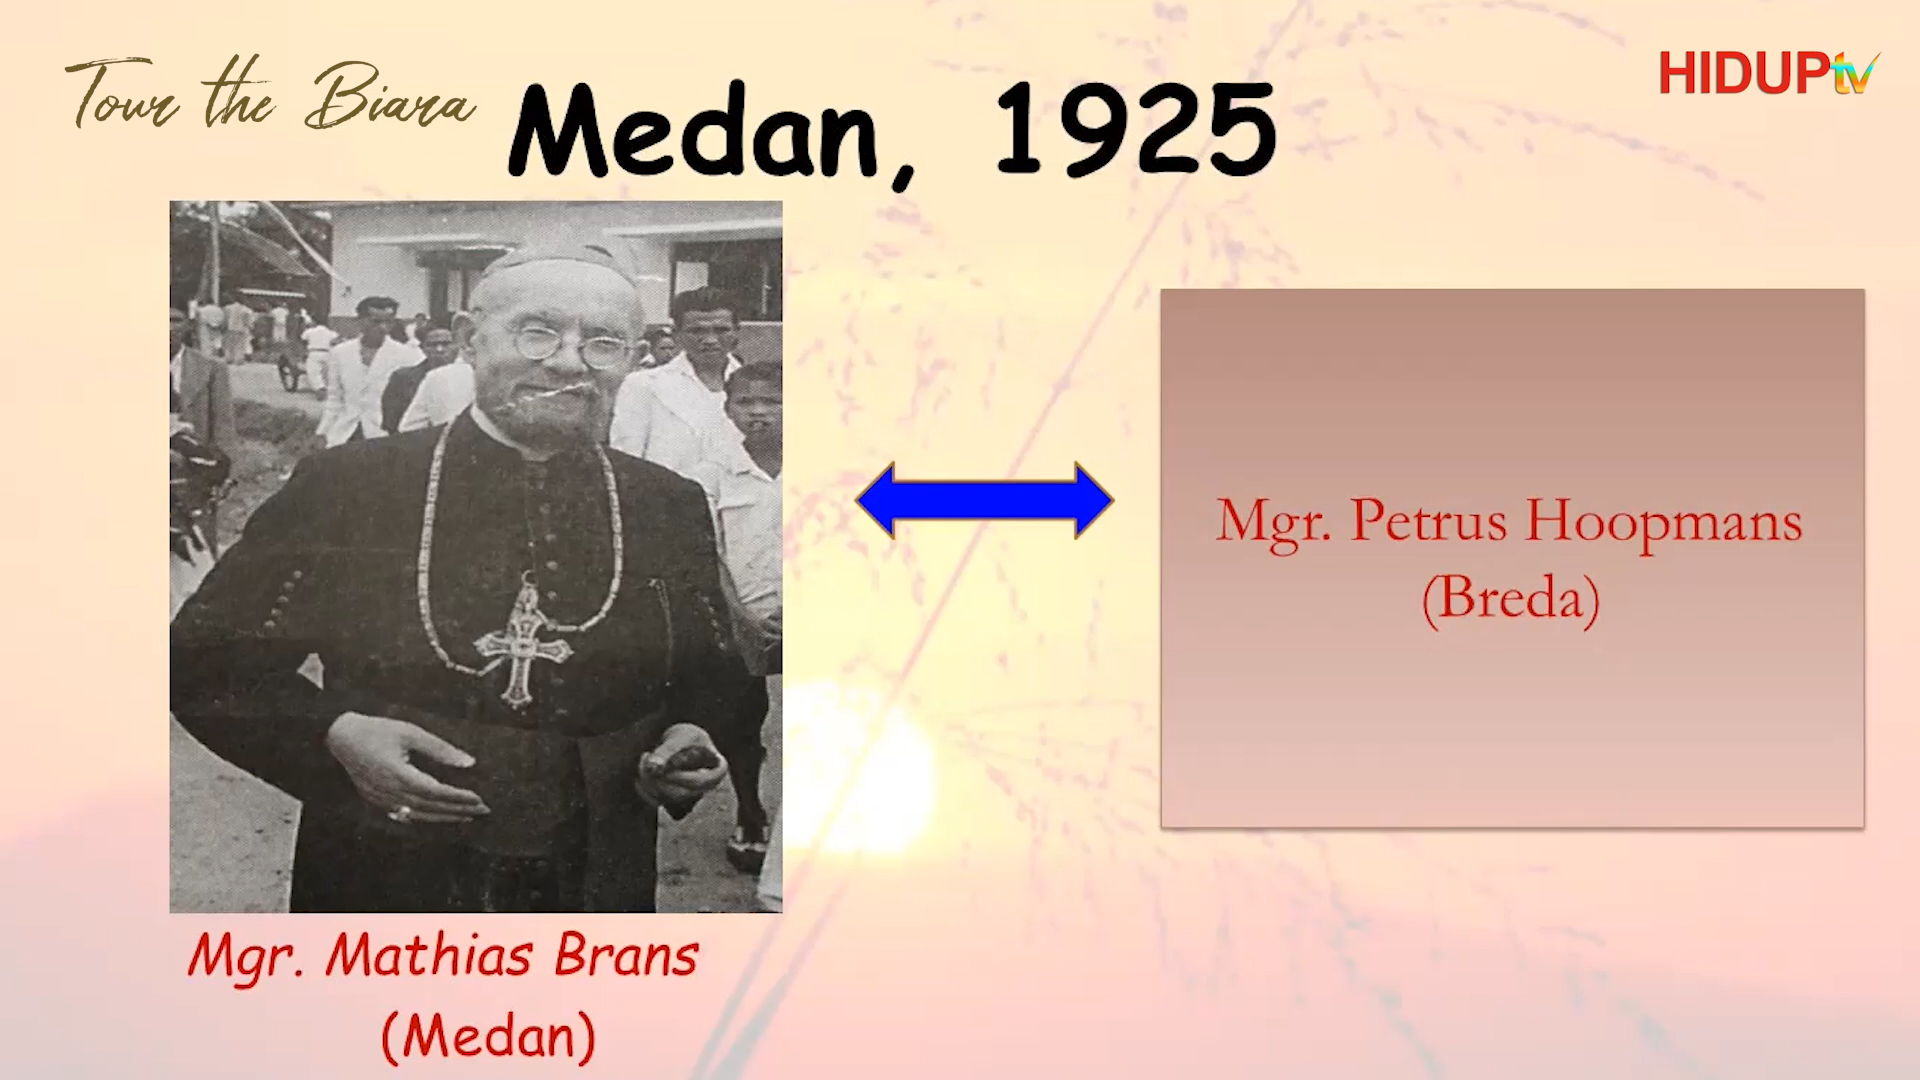 Tour the Biara
HIDUPtv
Medan, 1925
Mgr. Petrus Hoopmans
(Breda)
Mgr. Mathias Brans
(Medan)